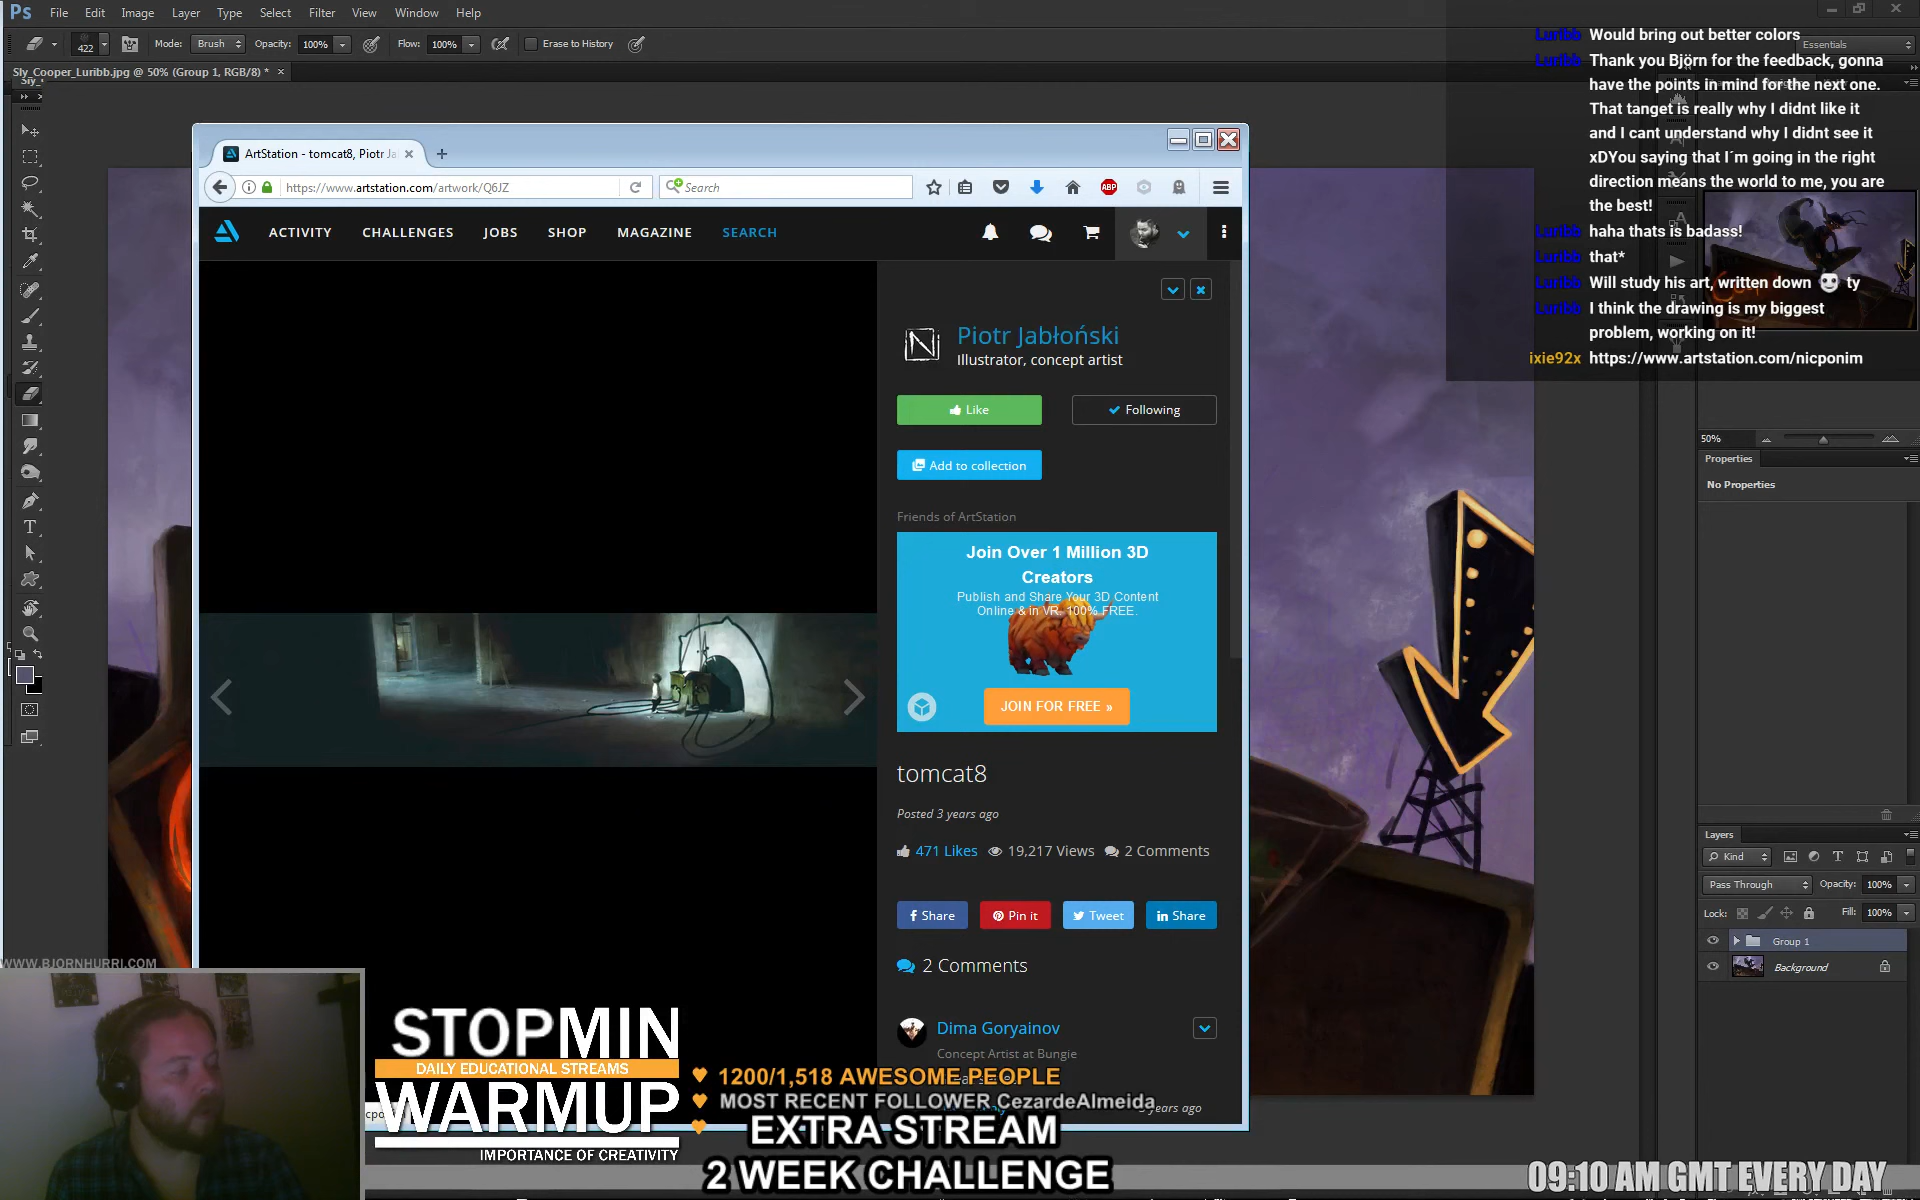 Ps File Edit Image Layer Type Select Filter View Window Help
422 Mode: Brush Opacity: 100% Flow: 100% Erase to History
Essentials
Sly_Cooper_Luribb.jpg @ 50% (Group 1, RGB/8) * ×
ArtStation - tomcat8, Piotr Ja
https://www.artstation.com/artwork/Q6JZ
Search
ABP
ACTIVITY CHALLENGES JOBS SHOP MAGAZINE SEARCH
Piotr Jabłoński
Illustrator, concept artist
Like
Following
Add to collection
Friends of ArtStation
Join Over 1 Million 3D
Creators
Publish and Share Your 3D Content
Online & in VR. 100% FREE.
JOIN FOR FREE »
tomcat8
Posted 3 years ago
471 Likes 19,217 Views 2 Comments
Share Pin it Tweet Share
2 Comments
Dima Goryainov
Concept Artist at Bungie
years ago
Luribb Would bring out better colors
Luribb Thank you Björn for the feedback, gonna
have the points in mind for the next one.
That tanget is really why I didnt like it
and I cant understand why I didnt see it
xDYou saying that I´m going in the right
direction means the world to me, you are
the best!
Luribb haha thats is badass!
Luribb that*
Luribb Will study his art, written down ty
Luribb I think the drawing is my biggest
problem, working on it!
ixie92x https://www.artstation.com/nicponim
50%
Properties
No Properties
Layers
Kind
Pass Through Opacity: 100%
Lock: Fill: 100%
Group 1
Background
WWW.BJORNHURRI.COM
STOPMIN
DAILY EDUCATIONAL STREAMS
WARMUP
IMPORTANCE OF CREATIVITY
1200/1,518 AWESOME PEOPLE
MOST RECENT FOLLOWER CezardeAlmeida
EXTRA STREAM
2 WEEK CHALLENGE
09:10 AM GMT EVERY DAY